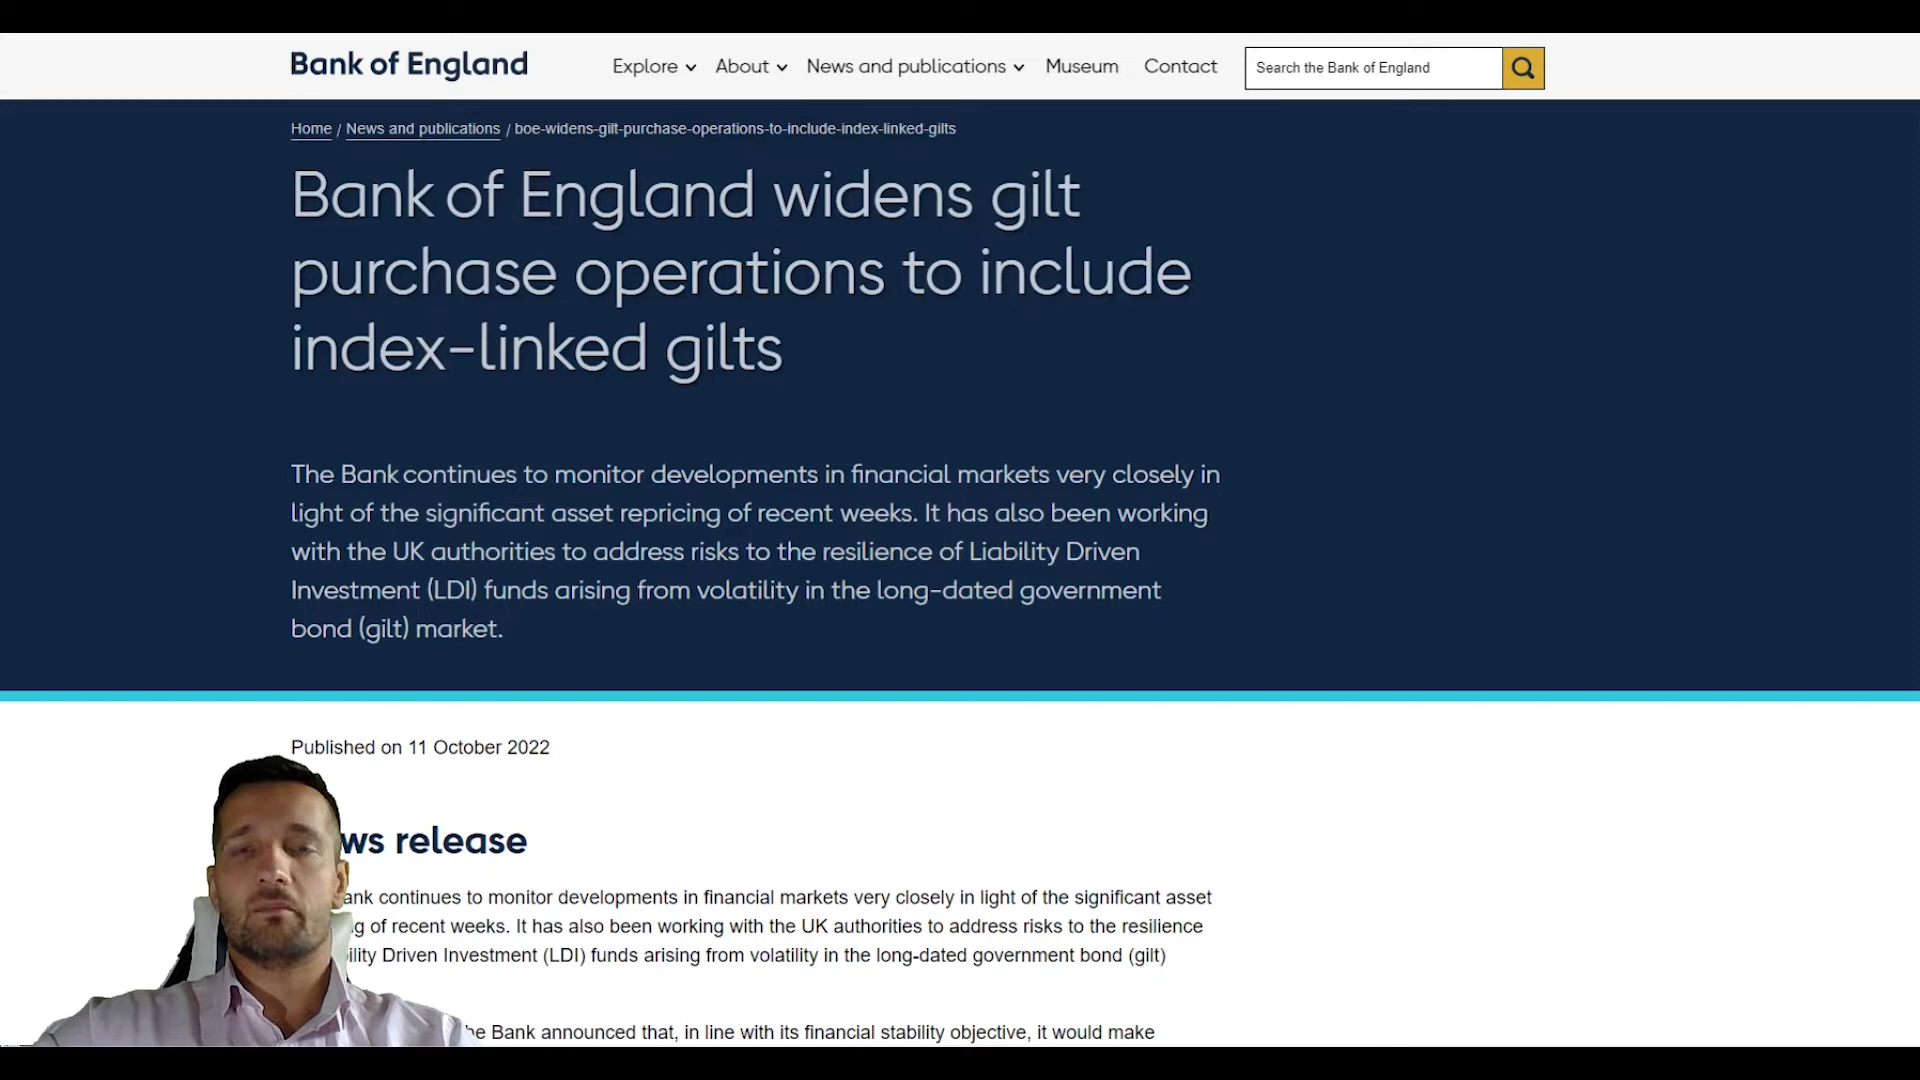 Bank of England
Explore About News and publications Museum Contact Search the Bank of England
Home / News and publications / boe-widens-gilt-purchase-operations-to-include-index-linked-gilts
Bank of England widens gilt
purchase operations to include
index-linked gilts
The Bank continues to monitor developments in financial markets very closely in
light of the significant asset repricing of recent weeks. It has also been working
with the UK authorities to address risks to the resilience of Liability Driven
Investment (LDI) funds arising from volatility in the long-dated government
bond (gilt) market.
Published on 11 October 2022
ws release
ank continues to monitor developments in financial markets very closely in light of the significant asset
g of recent weeks. It has also been working with the UK authorities to address risks to the resilience
ility Driven Investment (LDI) funds arising from volatility in the long-dated government bond (gilt)
he Bank announced that, in line with its financial stability objective, it would make